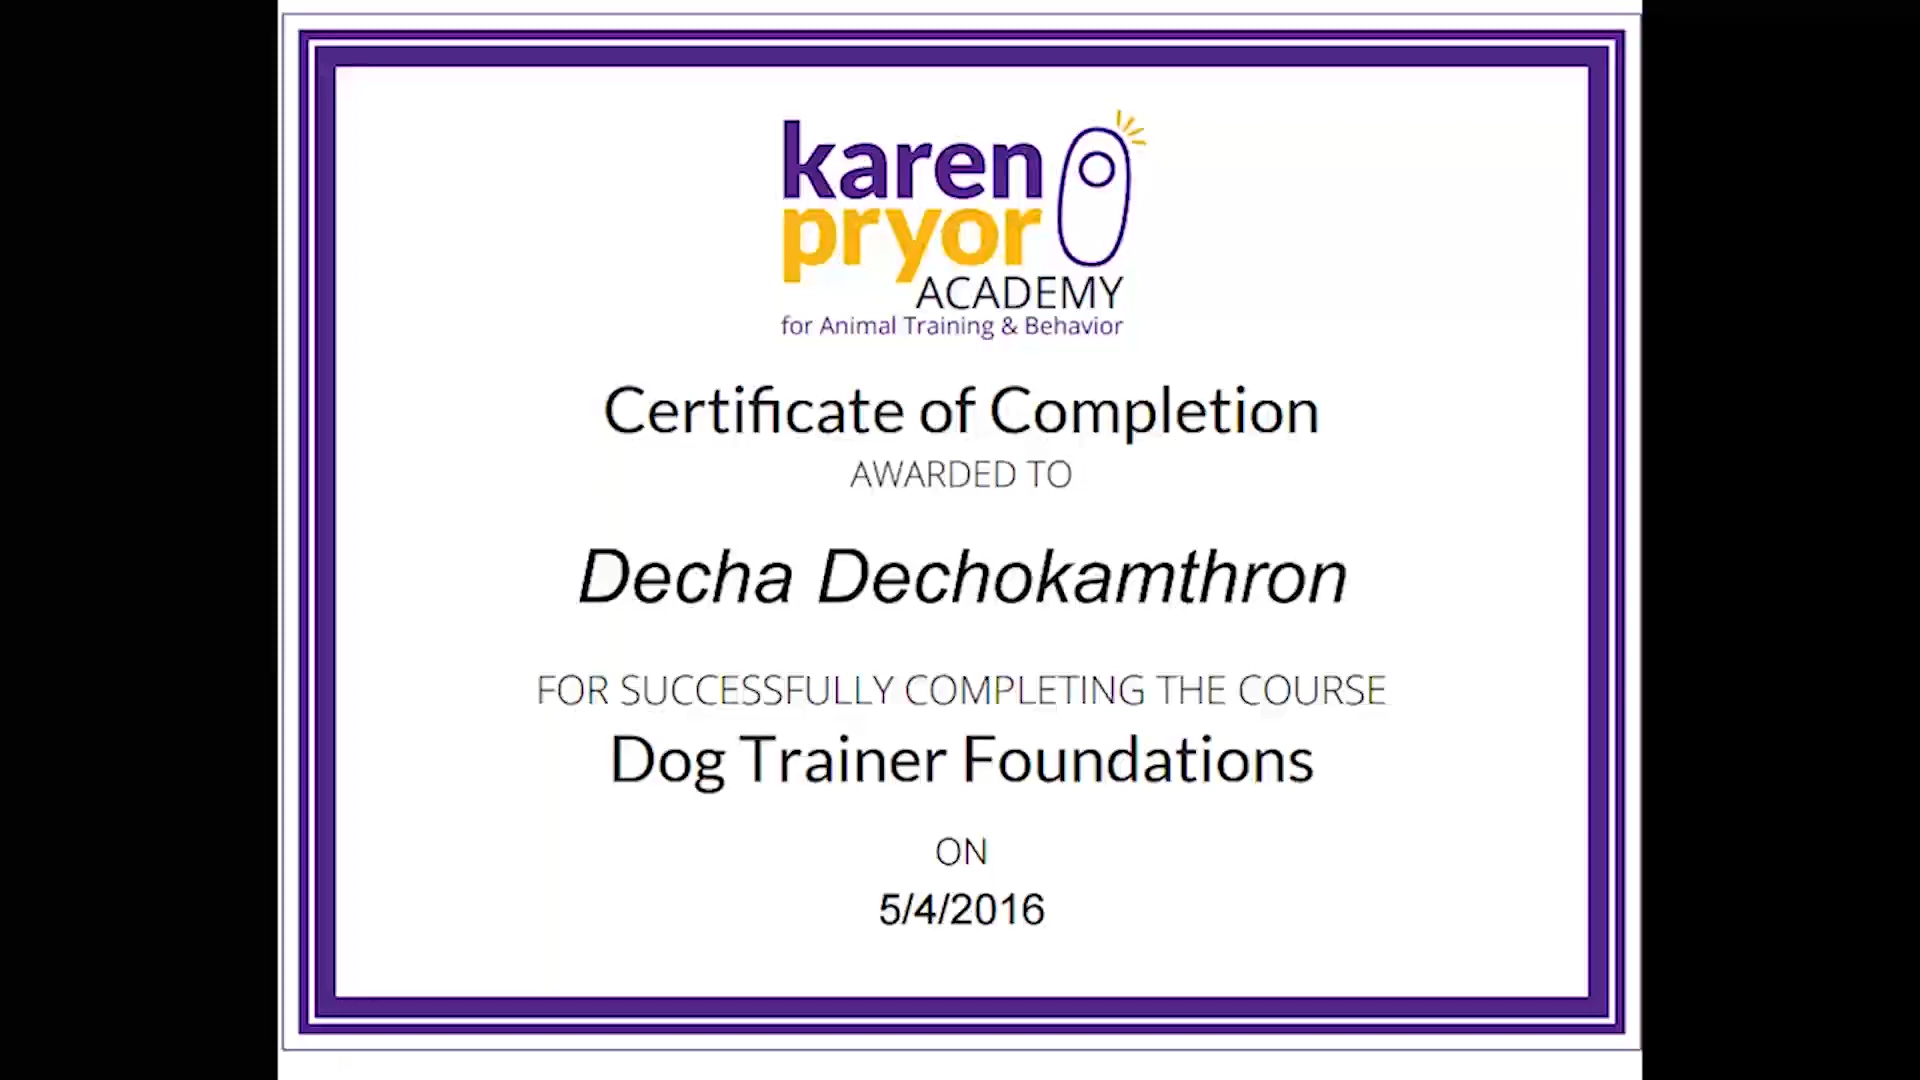 karen
pryor
ACADEMY
for Animal Training & Behavior
Certificate of Completion
AWARDED TO
Decha Dechokamthron
FOR SUCCESSFULLY COMPLETING THE COURSE
Dog Trainer Foundations
ON
5/4/2016